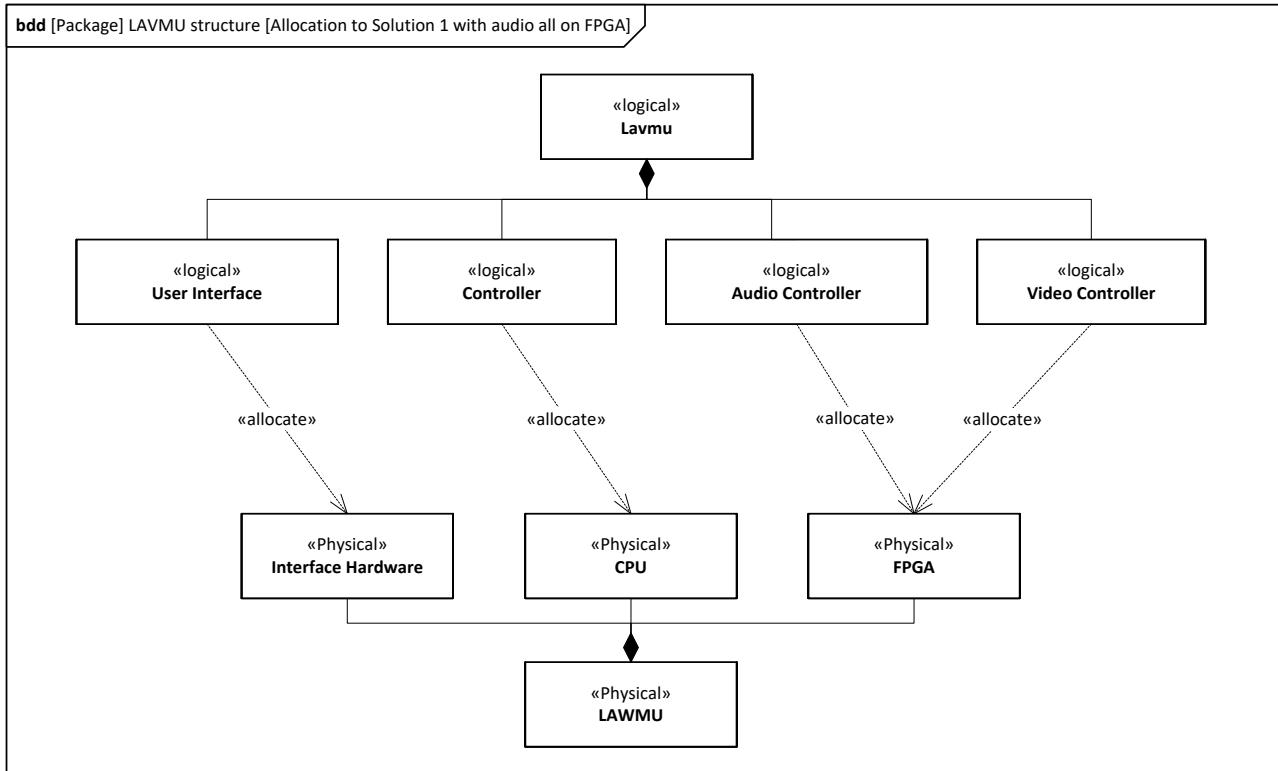 bdd [Package] LAVMU structure [Allocation to Solution 1 with audio all on FPGA]
«logical»
Lavmu
«logical»
User Interface
«logical»
Controller
«logical»
Audio Controller
«logical»
Video Controller
«allocate»
«allocate»
«allocate»
«allocate»
«Physical»
Interface Hardware
«Physical»
CPU
«Physical»
FPGA
«Physical»
LAWMU